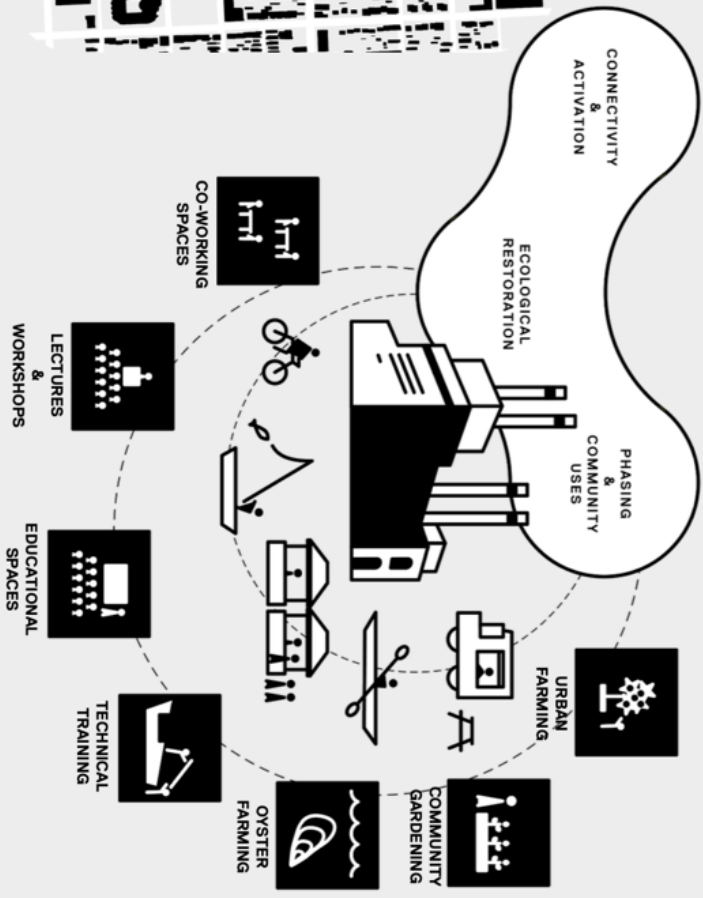 CONNECTIVITY
&
ACTIVATION
ECOLOGICAL
RESTORATION
PHASING
&
COMMUNITY
USES
CO-WORKING
SPACES
LECTURES
&
WORKSHOPS
EDUCATIONAL
SPACES
TECHNICAL
TRAINING
OYSTER
FARMING
COMMUNITY
GARDENING
URBAN
FARMING